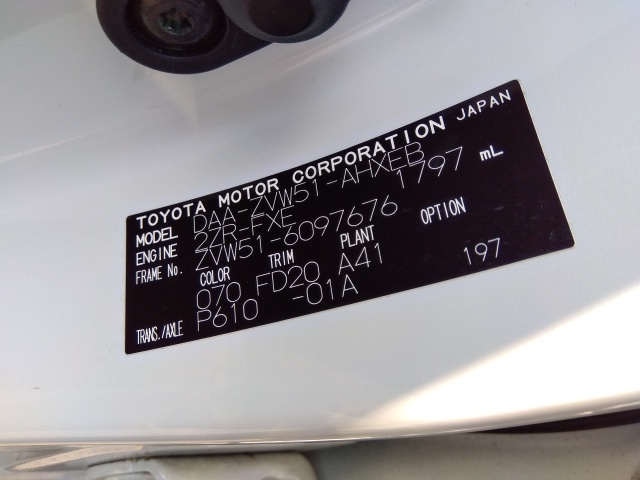 TOYOTA MOTOR CORPORATION JAPAN
MODEL DAA-ZVW51-AHXEB
ENGINE 2ZR-FXE 1797 mL
FRAME No. ZVW51-6097676
COLOR TRIM PLANT OPTION
070 FD20 A41 197
TRANS./AXLE P610 -01A